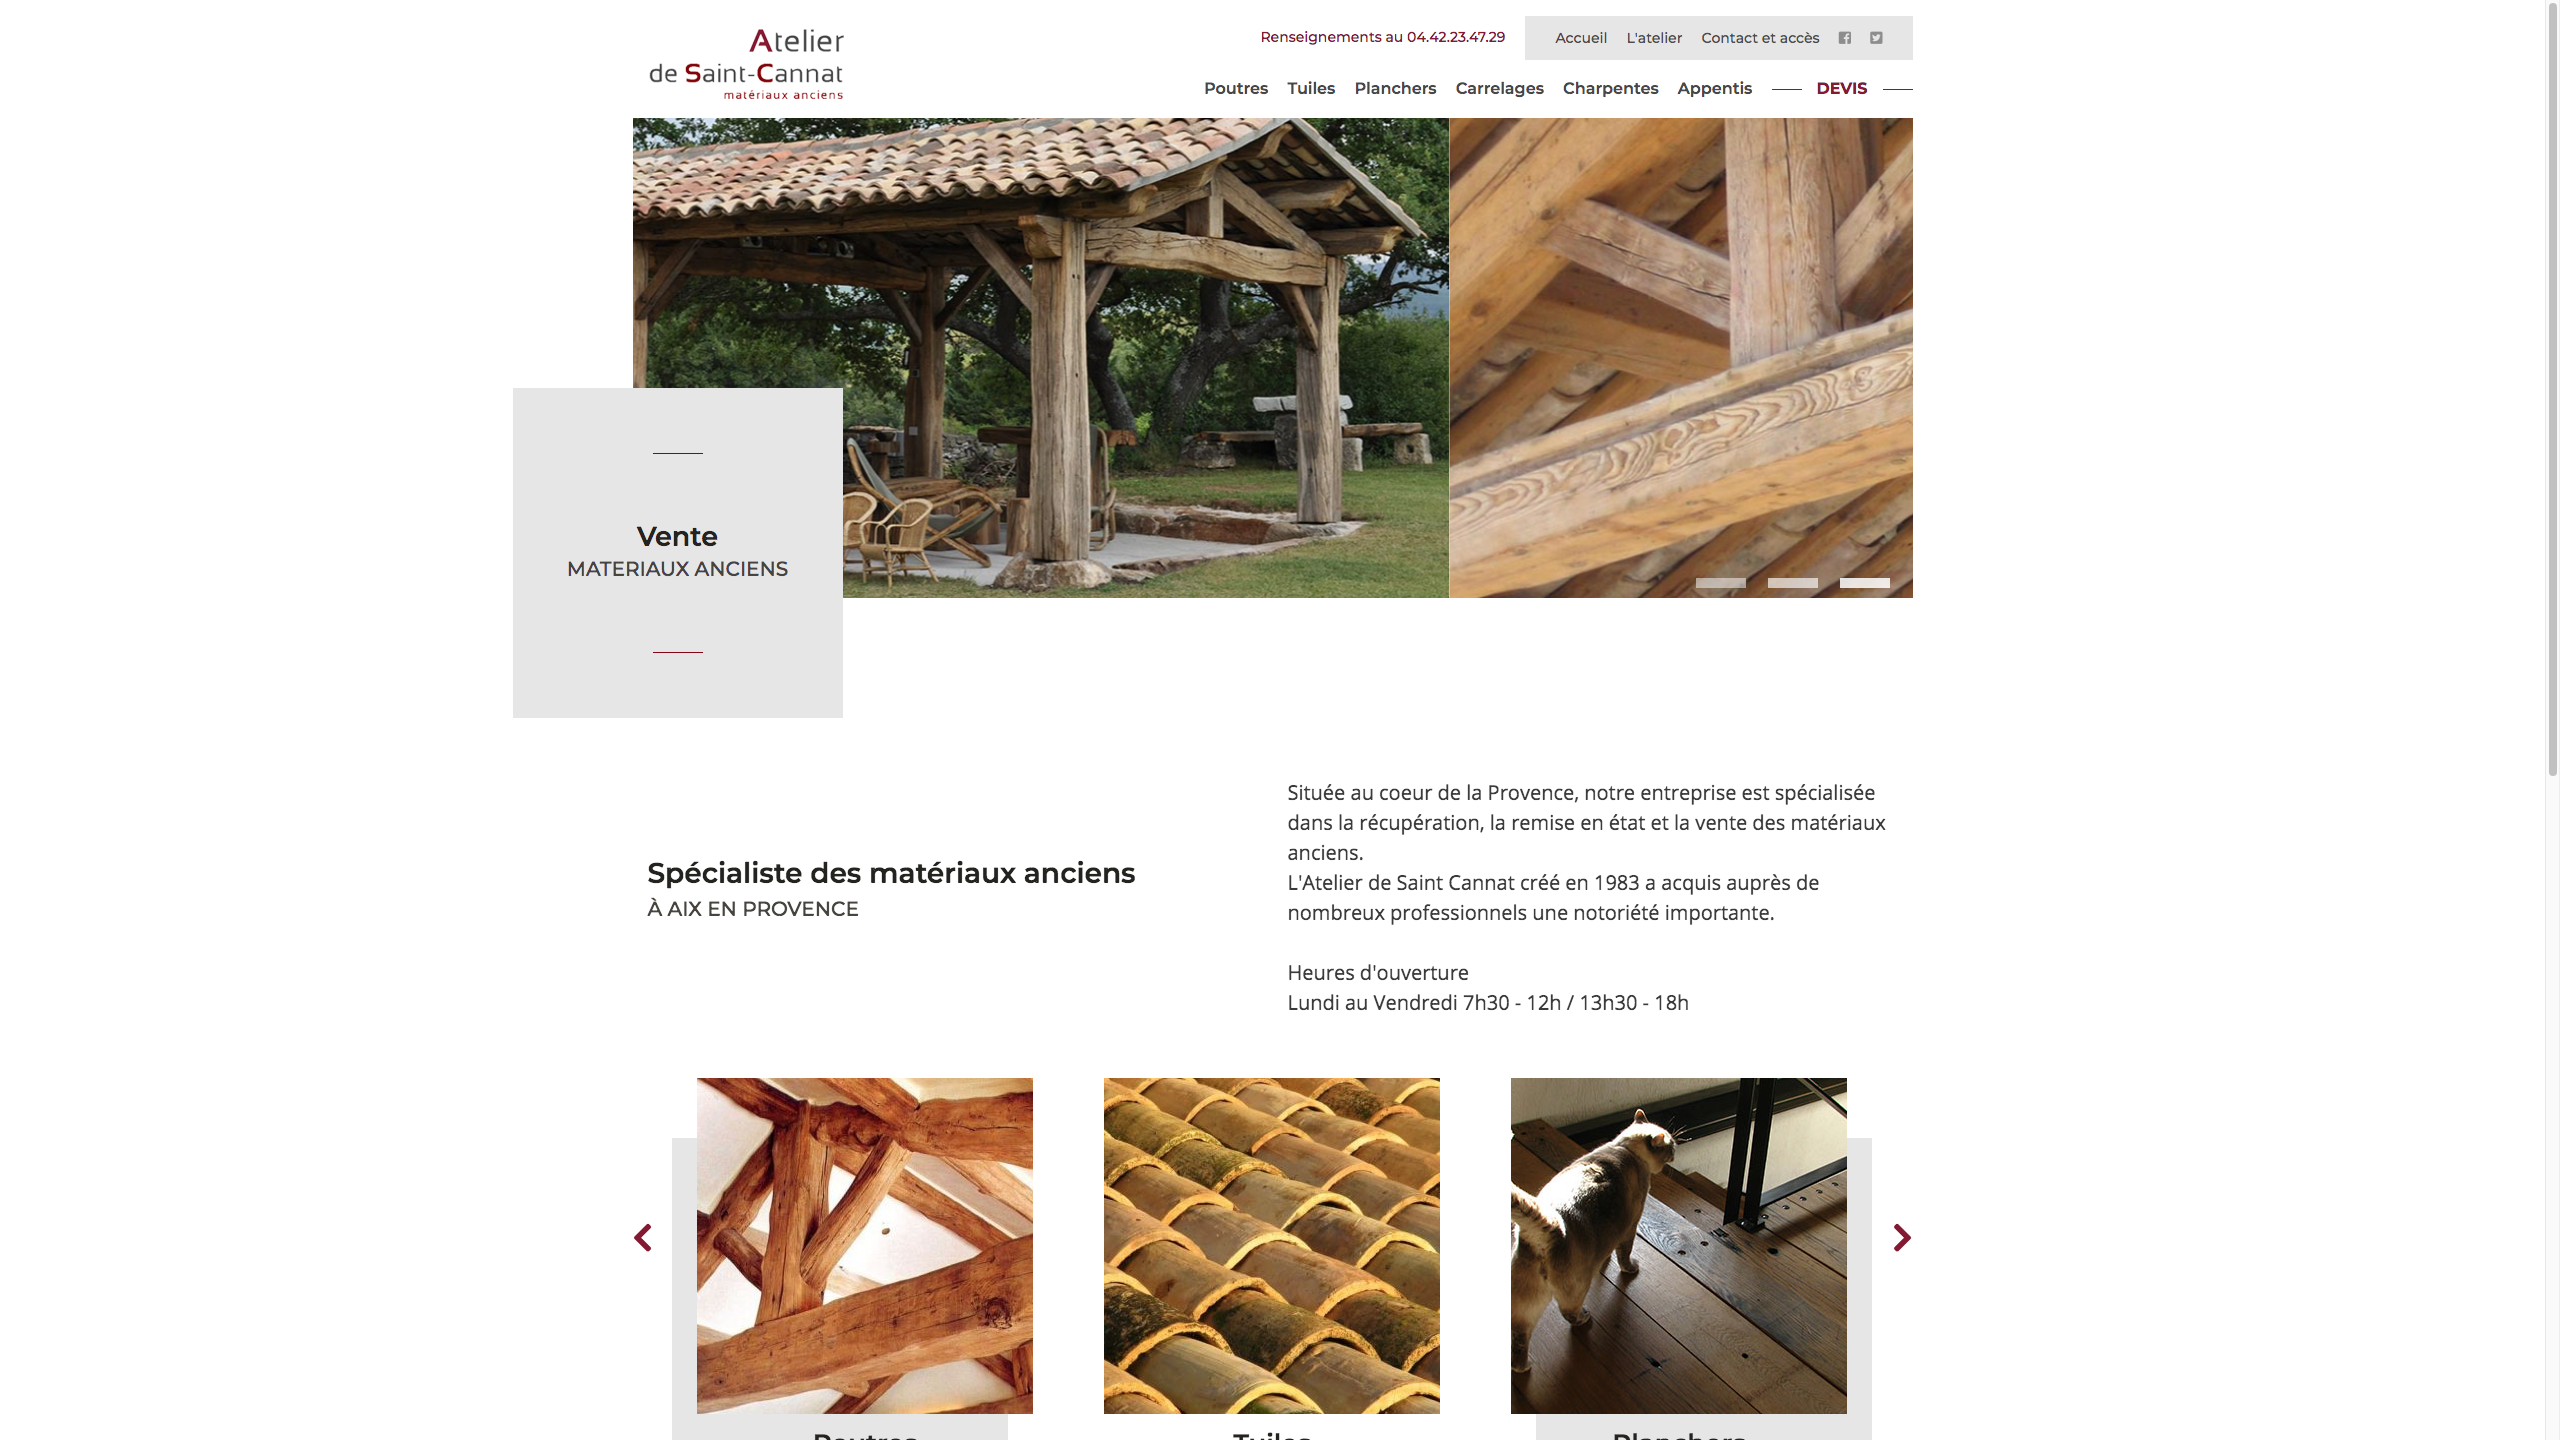 Atelier
de Saint-Cannat
matériaux anciens
Renseignements au 04.42.23.47.29
Accueil L'atelier Contact et accès
Poutres Tuiles Planchers Carrelages Charpentes Appentis DEVIS
Vente
MATERIAUX ANCIENS
Spécialiste des matériaux anciens
À AIX EN PROVENCE
Située au coeur de la Provence, notre entreprise est spécialisée
dans la récupération, la remise en état et la vente des matériaux
anciens.
L'Atelier de Saint Cannat créé en 1983 a acquis auprès de
nombreux professionnels une notoriété importante.
Heures d'ouverture
Lundi au Vendredi 7h30 - 12h / 13h30 - 18h
Poutres Tuiles Planchers